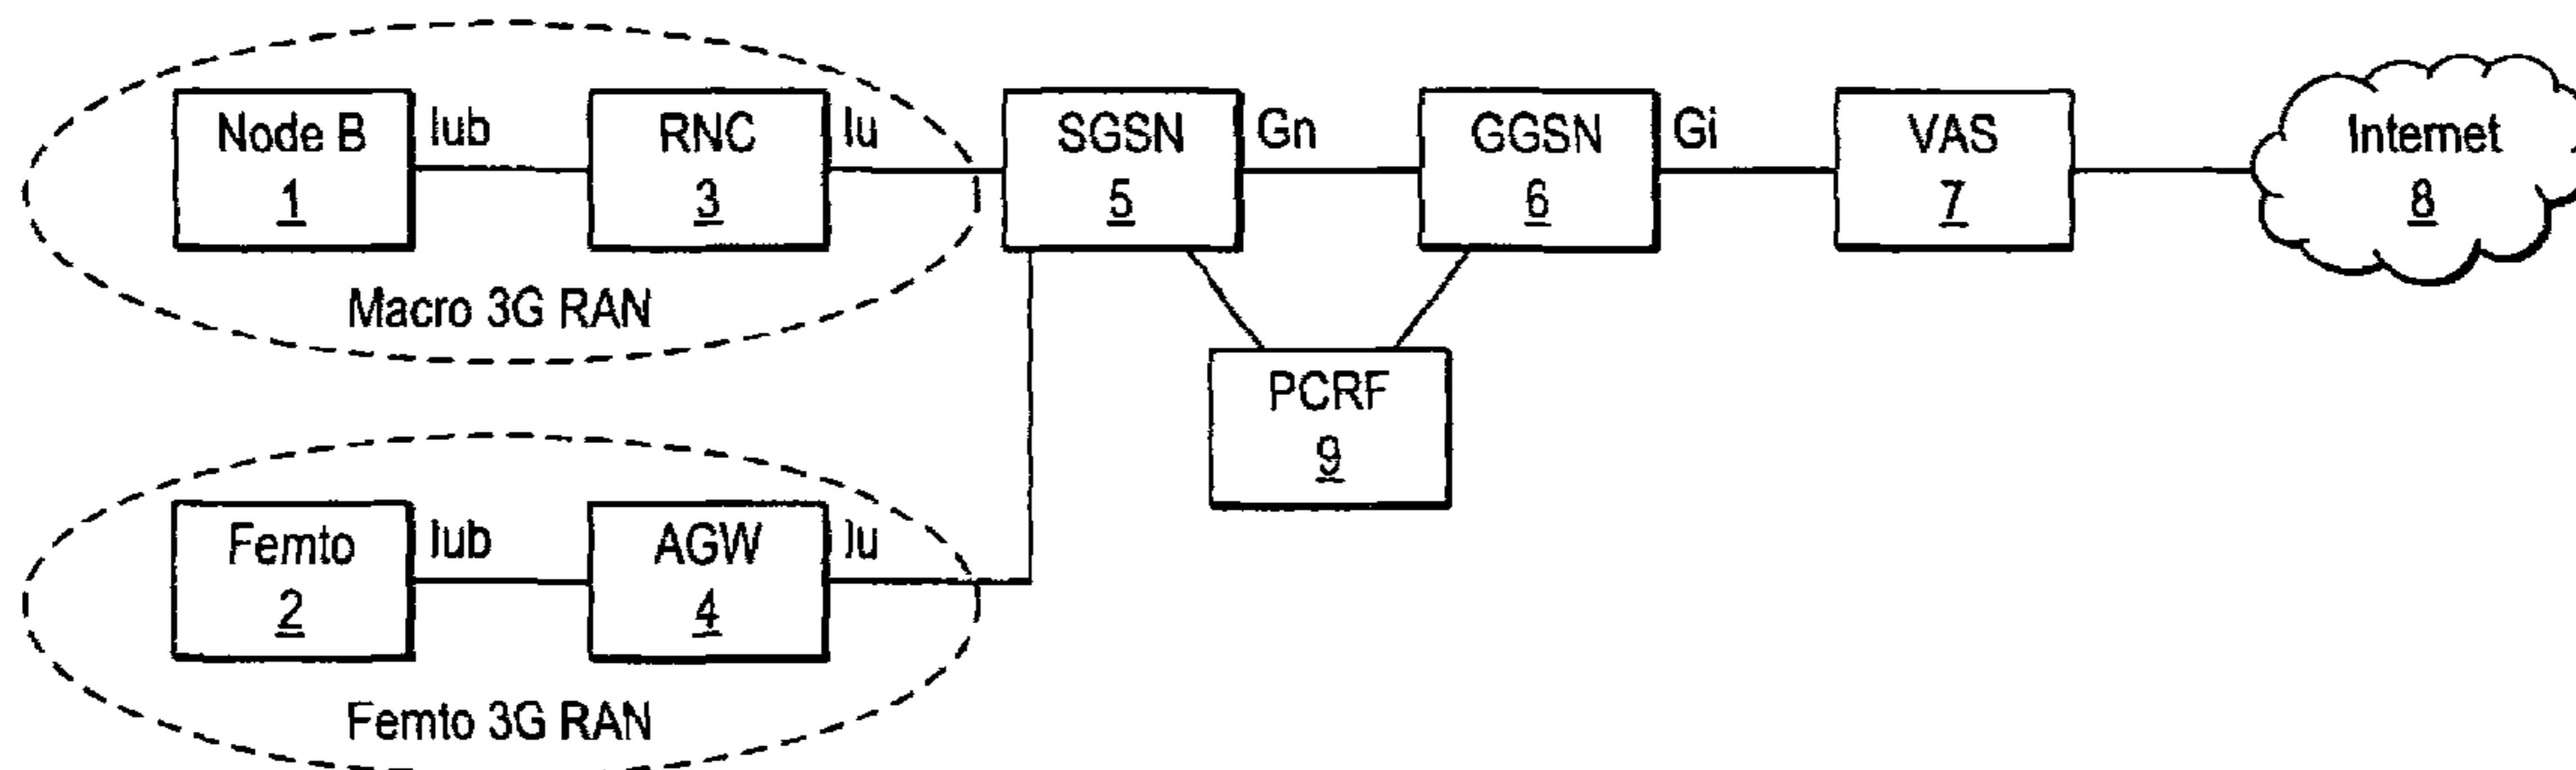 Node B
1
Iub
RNC
3
Iu
SGSN
5
Gn
GGSN
6
Gi
VAS
7
Internet
8
Macro 3G RAN
PCRF
9
Femto
2
Iub
AGW
4
Iu
Femto 3G RAN